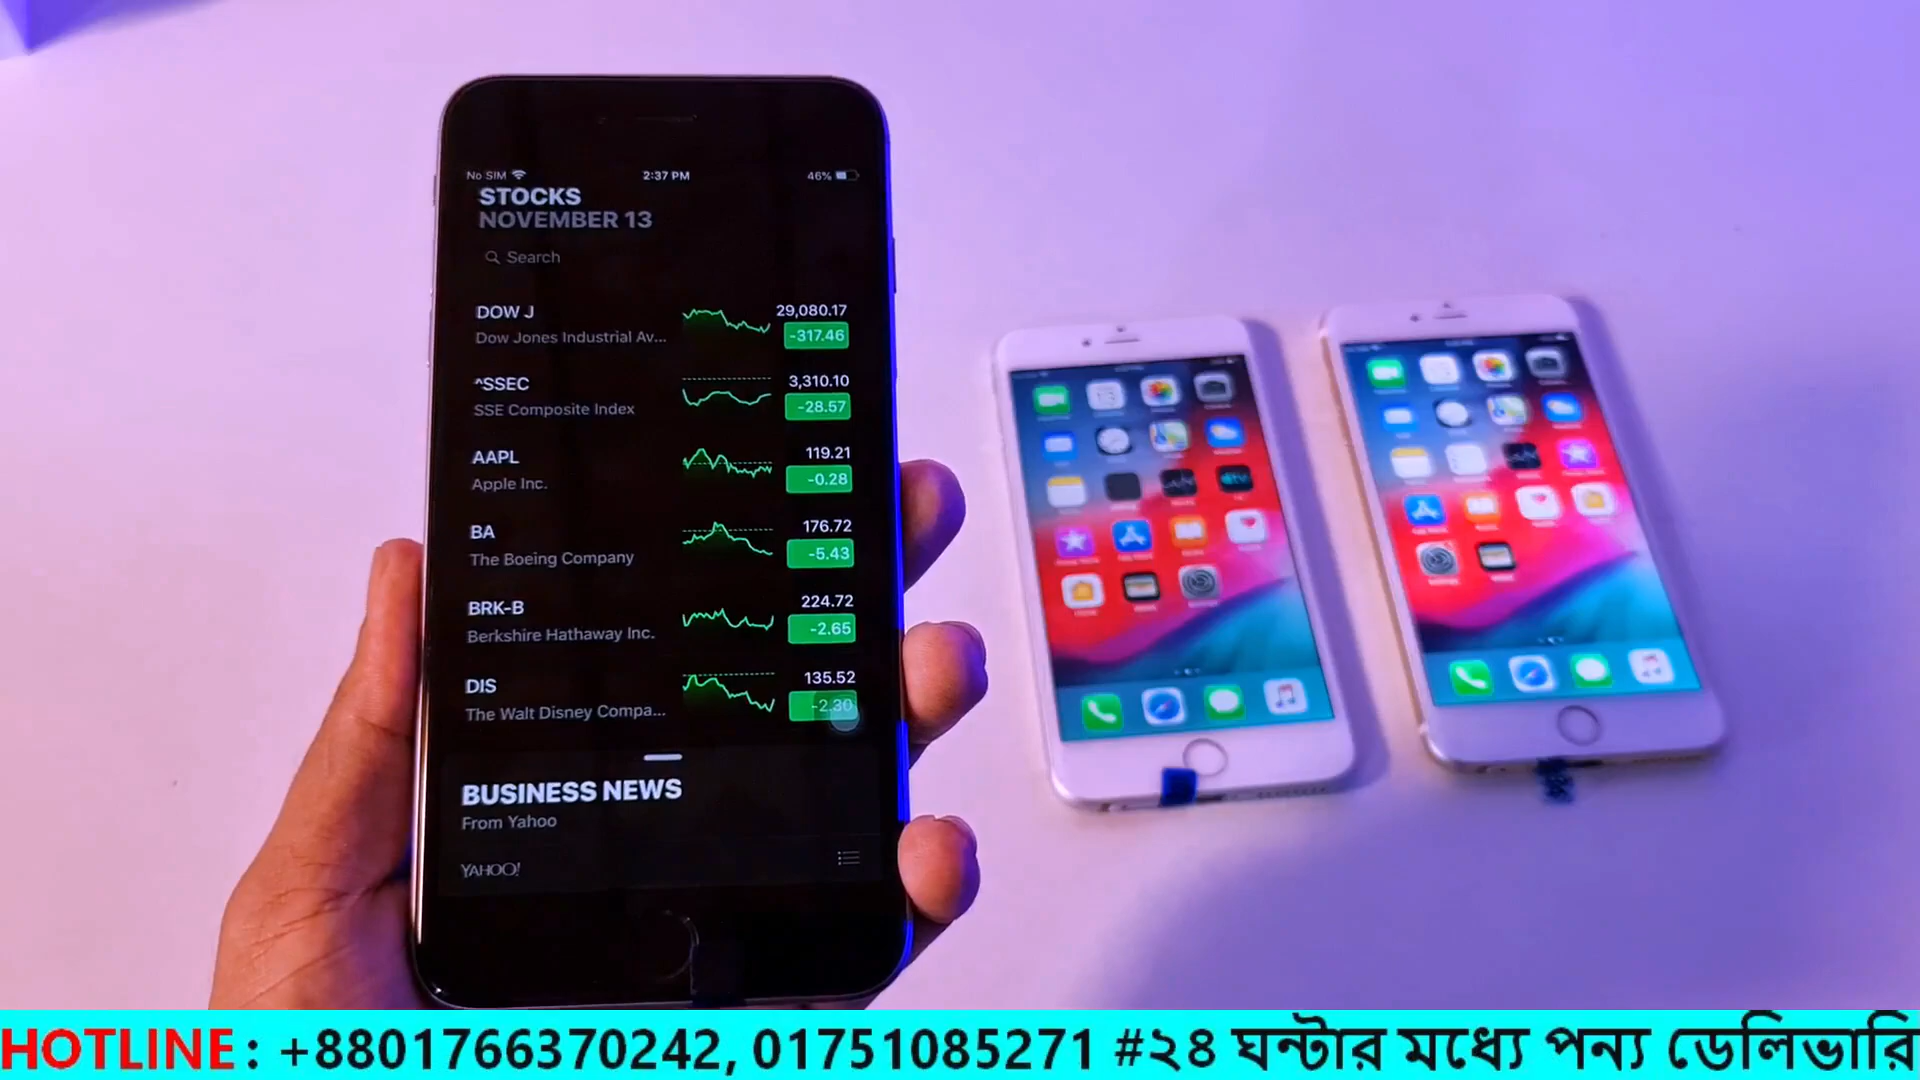 No SIM 2:37 PM 46%
STOCKS
NOVEMBER 13
Search
DOW J 29,080.17
Dow Jones Industrial Av... -317.46
^SSEC 3,310.10
SSE Composite Index -28.57
AAPL 119.21
Apple Inc. -0.28
BA 176.72
The Boeing Company -5.43
BRK-B 224.72
Berkshire Hathaway Inc. -2.65
DIS 135.52
The Walt Disney Compa... -2.30
BUSINESS NEWS
From Yahoo
YAHOO!
HOTLINE : +8801766370242, 01751085271 #২৪ ঘন্টার মধ্যে পন্য ডেলিভারি